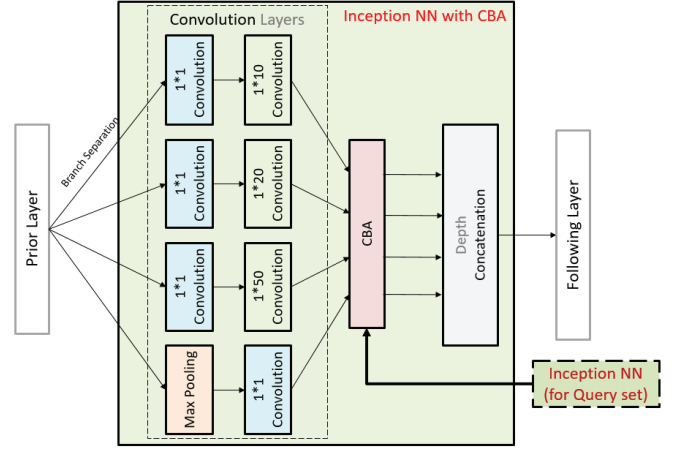 Convolution Layers
Inception NN with CBA
Prior Layer
Branch Separation
1*1
Convolution
1*10
Convolution
1*1
Convolution
1*20
Convolution
1*1
Convolution
1*50
Convolution
Max Pooling
1*1
Convolution
CBA
Depth
Concatenation
Following Layer
Inception NN
(for Query set)